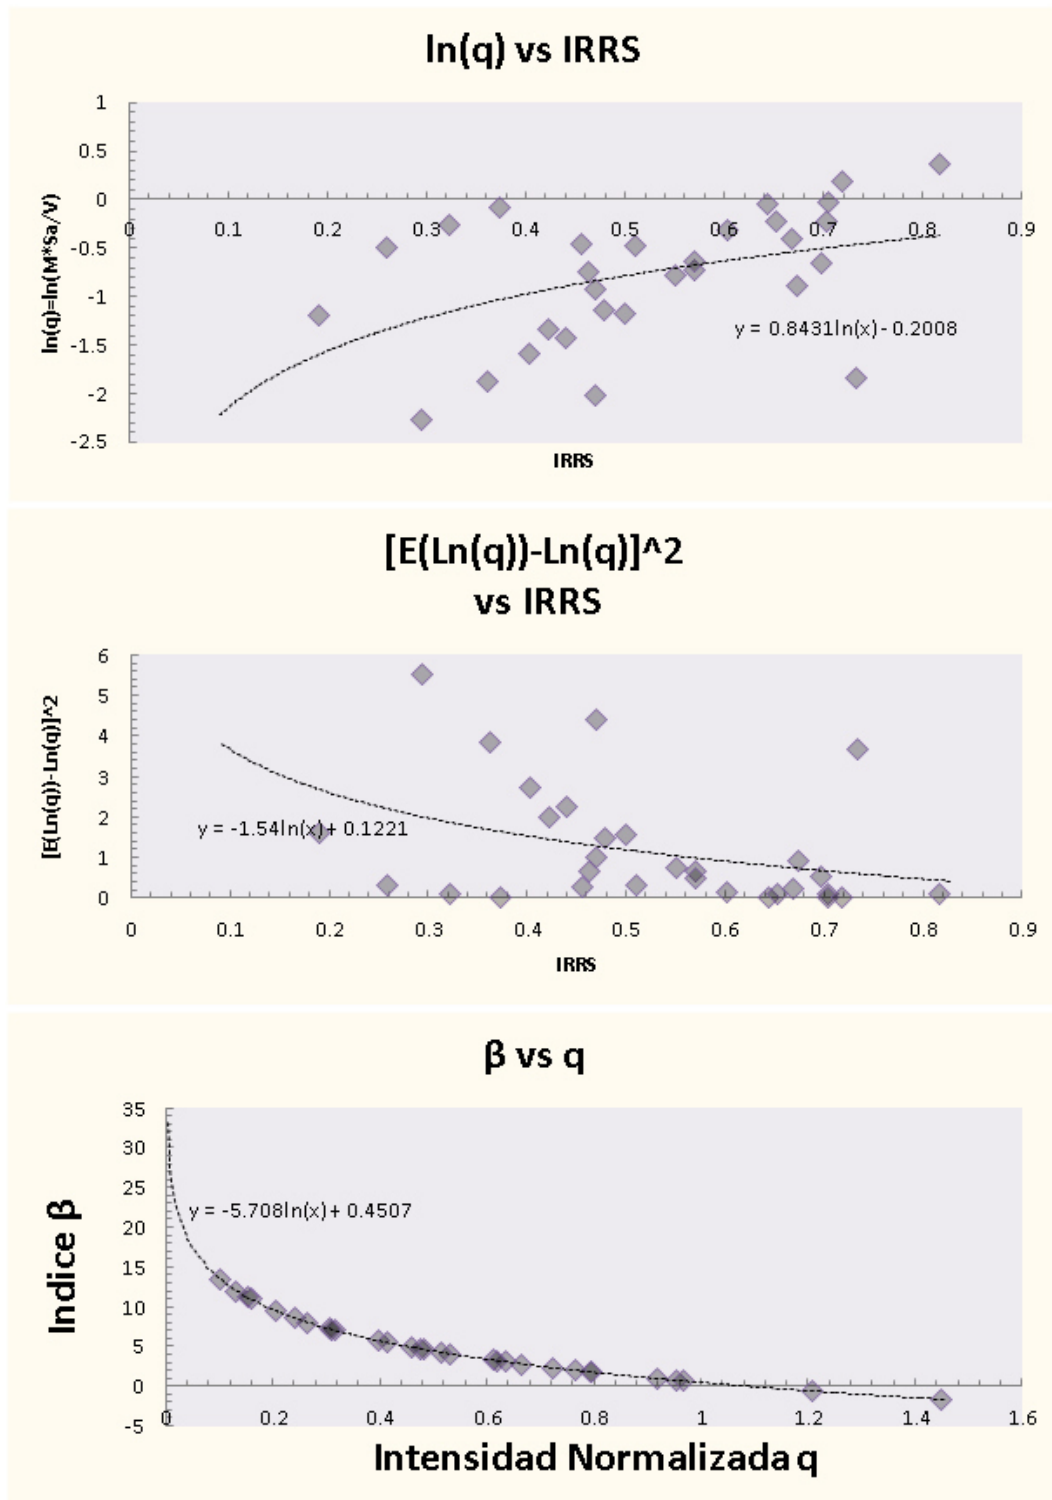 ln(q) vs IRRS
1
0.5
0
-0.5
-1
-1.5
-2
-2.5
0 0.1 0.2 0.3 0.4 0.5 0.6 0.7 0.8 0.9
ln(q)=ln(M*Sa/V)
y = 0.8431ln(x) - 0.2008
IRRS
[E(Ln(q))-Ln(q)]^2
vs IRRS
6
5
4
3
2
1
0
[E(Ln(q))-Ln(q)]^2
y = -1.54ln(x) + 0.1221
0 0.1 0.2 0.3 0.4 0.5 0.6 0.7 0.8 0.9
IRRS
β vs q
35
30
25
20
15
10
5
0
-5
Indice β
y = -5.708ln(x) + 0.4507
0 0.2 0.4 0.6 0.8 1 1.2 1.4 1.6
Intensidad Normalizada q